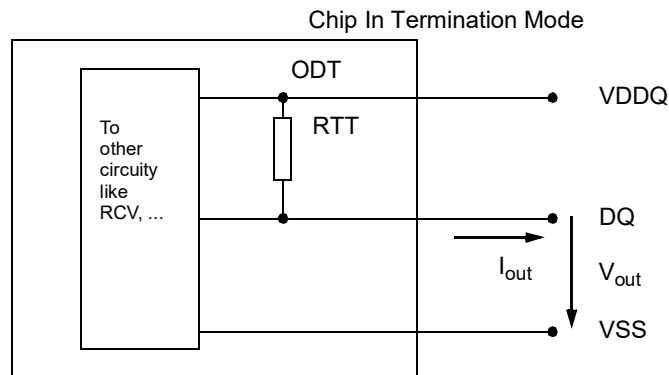 Chip In Termination Mode
ODT
VDDQ
RTT
To
other
circuity
like
RCV, ...
DQ
Iout
Vout
VSS